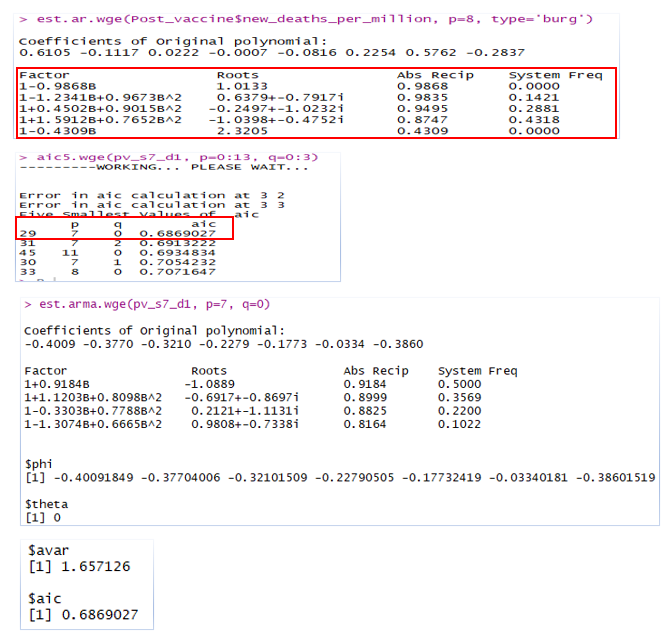 > est.ar.wge(Post_vaccine$new_deaths_per_million, p=8, type='burg')
Coefficients of Original polynomial:
0.6105 -0.1117 0.0222 -0.0007 -0.0816 0.2254 0.5762 -0.2837
Factor Roots Abs Recip System Freq
1-0.9868B 1.0133 0.9868 0.0000
1-1.2341B+0.9673B^2 0.6379+-0.7917i 0.9835 0.1421
1+0.4502B+0.9015B^2 -0.2497+-1.0232i 0.9495 0.2881
1+1.5912B+0.7652B^2 -1.0398+-0.4752i 0.8747 0.4318
1-0.4309B 2.3205 0.4309 0.0000
> aic5.wge(pv_s7_d1, p=0:13, q=0:3)
---------WORKING... PLEASE WAIT...
Error in aic calculation at 3 2
Error in aic calculation at 3 3
Five Smallest Values of aic
p q aic
29 7 0 0.6869027
31 7 2 0.6913222
45 11 0 0.6934834
30 7 1 0.7054232
33 8 0 0.7071647
> est.arma.wge(pv_s7_d1, p=7, q=0)
Coefficients of Original polynomial:
-0.4009 -0.3770 -0.3210 -0.2279 -0.1773 -0.0334 -0.3860
Factor Roots Abs Recip System Freq
1+0.9184B -1.0889 0.9184 0.5000
1+1.1203B+0.8098B^2 -0.6917+-0.8697i 0.8999 0.3569
1-0.3303B+0.7788B^2 0.2121+-1.1131i 0.8825 0.2200
1-1.3074B+0.6665B^2 0.9808+-0.7338i 0.8164 0.1022
$phi
[1] -0.40091849 -0.37704006 -0.32101509 -0.22790505 -0.17732419 -0.03340181 -0.38601519
$theta
[1] 0
$avar
[1] 1.657126
$aic
[1] 0.6869027